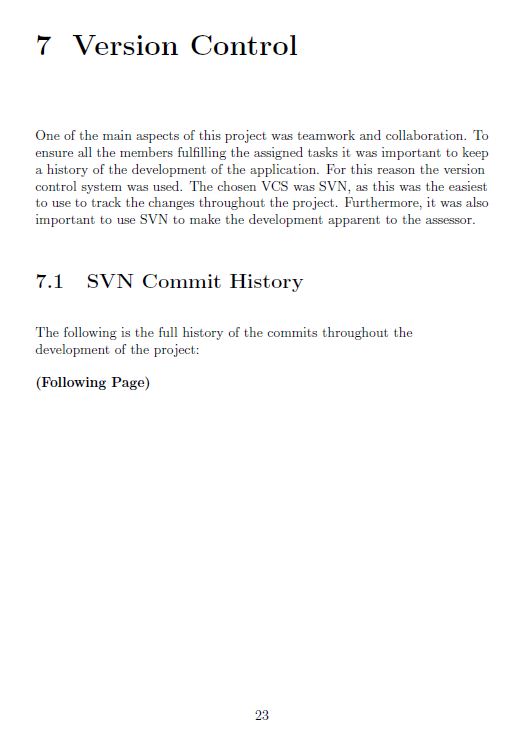 7 Version Control
One of the main aspects of this project was teamwork and collaboration. To
ensure all the members fulfilling the assigned tasks it was important to keep
a history of the development of the application. For this reason the version
control system was used. The chosen VCS was SVN, as this was the easiest
to use to track the changes throughout the project. Furthermore, it was also
important to use SVN to make the development apparent to the assessor.
7.1 SVN Commit History
The following is the full history of the commits throughout the
development of the project:
(Following Page)
23